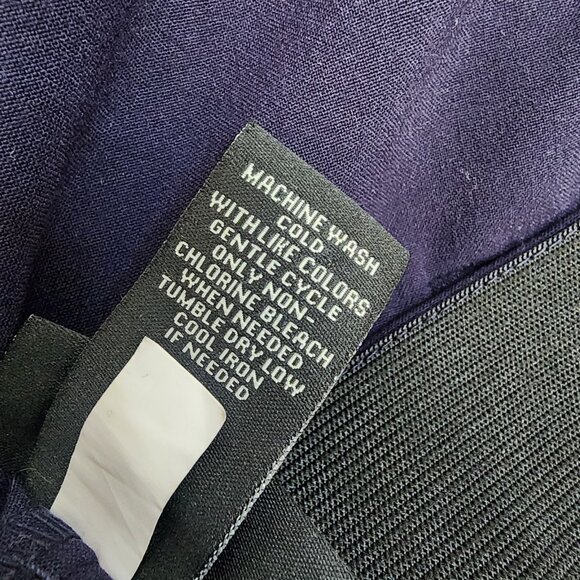 MACHINE WASH
COLD
WITH LIKE COLORS
GENTLE CYCLE
ONLY NON-
CHLORINE BLEACH
WHEN NEEDED
TUMBLE DRY LOW
COOL IRON
IF NEEDED